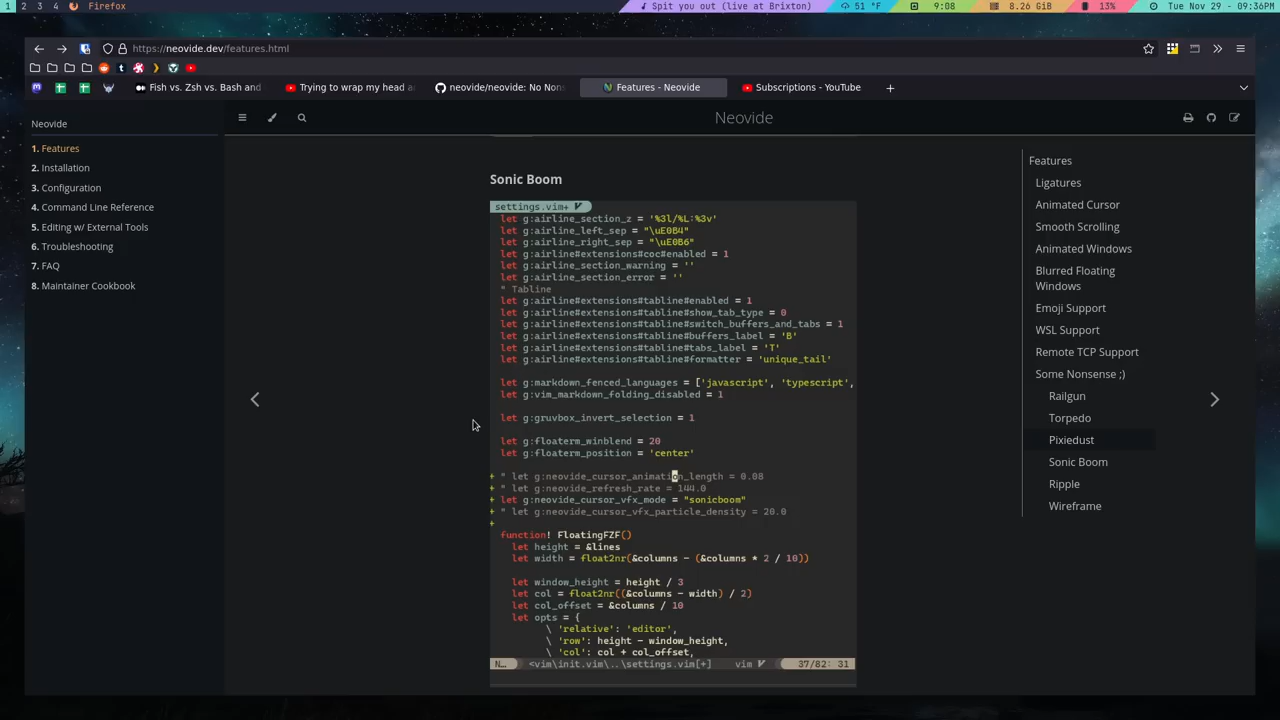 1 2 3 4 Firefox
Spit you out (live at Brixton)
51 °F
9:08
8.26 GiB
13%
Tue Nov 29 - 09:36PM
https://neovide.dev/features.html
Fish vs. Zsh vs. Bash and
Trying to wrap my head a
neovide/neovide: No Nons
Features - Neovide
Subscriptions - YouTube
Neovide
1. Features
2. Installation
3. Configuration
4. Command Line Reference
5. Editing w/ External Tools
6. Troubleshooting
7. FAQ
8. Maintainer Cookbook
Neovide
Sonic Boom
settings.vim+
let g:airline_section_z = '%3l/%L:%3v'
let g:airline_left_sep = "\uE0B4"
let g:airline_right_sep = "\uE0B6"
let g:airline#extensions#coc#enabled = 1
let g:airline_section_warning = ''
let g:airline_section_error = ''
" Tabline
let g:airline#extensions#tabline#enabled = 1
let g:airline#extensions#tabline#show_tab_type = 0
let g:airline#extensions#tabline#switch_buffers_and_tabs = 1
let g:airline#extensions#tabline#buffers_label = 'B'
let g:airline#extensions#tabline#tabs_label = 'T'
let g:airline#extensions#tabline#formatter = 'unique_tail'
let g:markdown_fenced_languages = ['javascript', 'typescript',
let g:vim_markdown_folding_disabled = 1
let g:gruvbox_invert_selection = 1
let g:floaterm_winblend = 20
let g:floaterm_position = 'center'
+ " let g:neovide_cursor_animation_length = 0.08
+ " let g:neovide_refresh_rate = 144.0
+ let g:neovide_cursor_vfx_mode = "sonicboom"
+ " let g:neovide_cursor_vfx_particle_density = 20.0
+
function! FloatingFZF()
let height = &lines
let width = float2nr(&columns - (&columns * 2 / 10))
let window_height = height / 3
let col = float2nr((&columns - width) / 2)
let col_offset = &columns / 10
let opts = {
\ 'relative': 'editor',
\ 'row': height - window_height,
\ 'col': col + col_offset,
N… <vim\init.vim\..\settings.vim[+] vim 37/82: 31
Features
Ligatures
Animated Cursor
Smooth Scrolling
Animated Windows
Blurred Floating
Windows
Emoji Support
WSL Support
Remote TCP Support
Some Nonsense ;)
Railgun
Torpedo
Pixiedust
Sonic Boom
Ripple
Wireframe